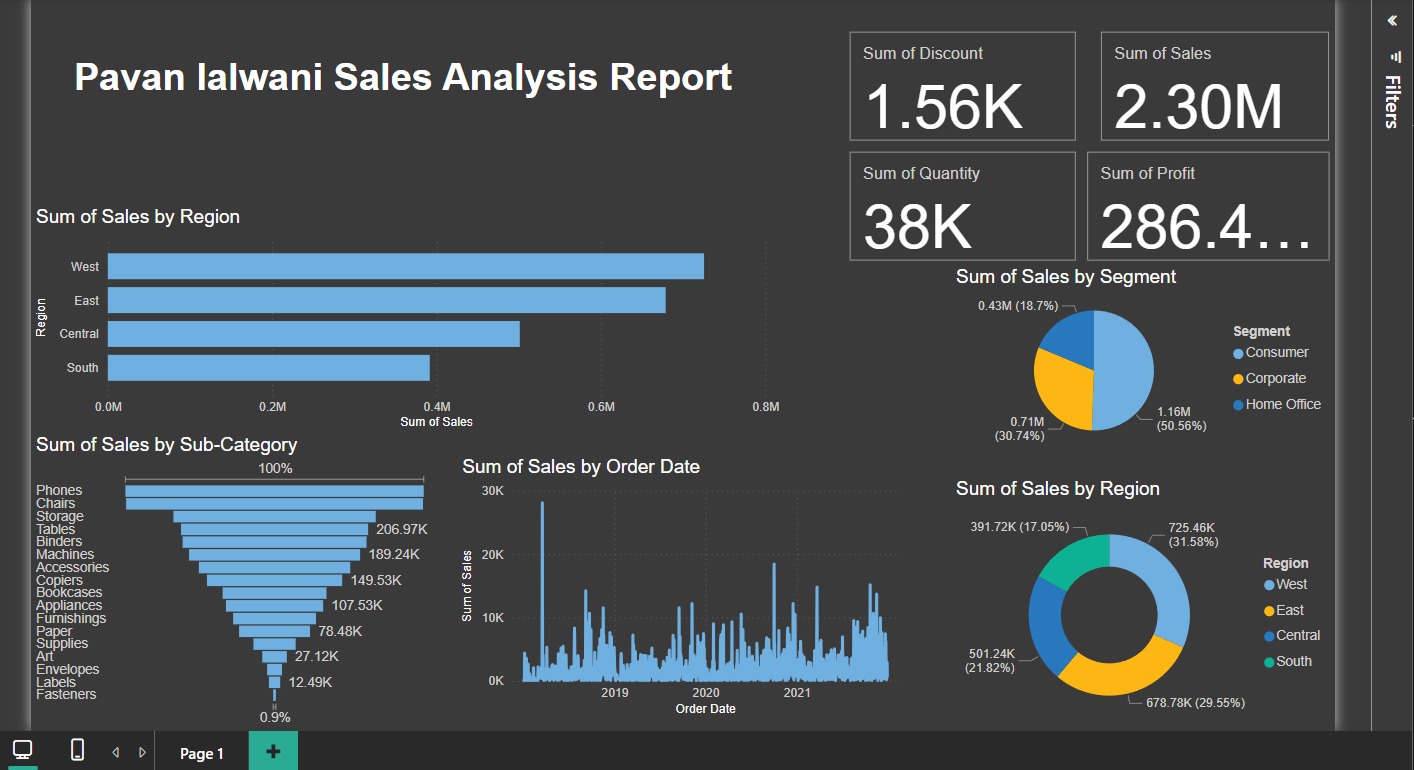 Pavan lalwani Sales Analysis Report
Sum of Discount
1.56K
Sum of Sales
2.30M
Sum of Quantity
38K
Sum of Profit
286.4...
Filters
Sum of Sales by Region
Region
West
East
Central
South
0.0M
0.2M
0.4M
0.6M
0.8M
Sum of Sales
Sum of Sales by Segment
0.43M (18.7%)
0.71M
(30.74%)
1.16M
(50.56%)
Segment
Consumer
Corporate
Home Office
Sum of Sales by Sub-Category
100%
Phones
Chairs
Storage
Tables
206.97K
Binders
Machines
189.24K
Accessories
Copiers
149.53K
Bookcases
Appliances
107.53K
Furnishings
Paper
78.48K
Supplies
Art
27.12K
Envelopes
Labels
12.49K
Fasteners
0.9%
Sum of Sales by Order Date
Sum of Sales
30K
20K
10K
0K
2019
2020
2021
Order Date
Sum of Sales by Region
391.72K (17.05%)
725.46K
(31.58%)
501.24K
(21.82%)
678.78K (29.55%)
Region
West
East
Central
South
Page 1